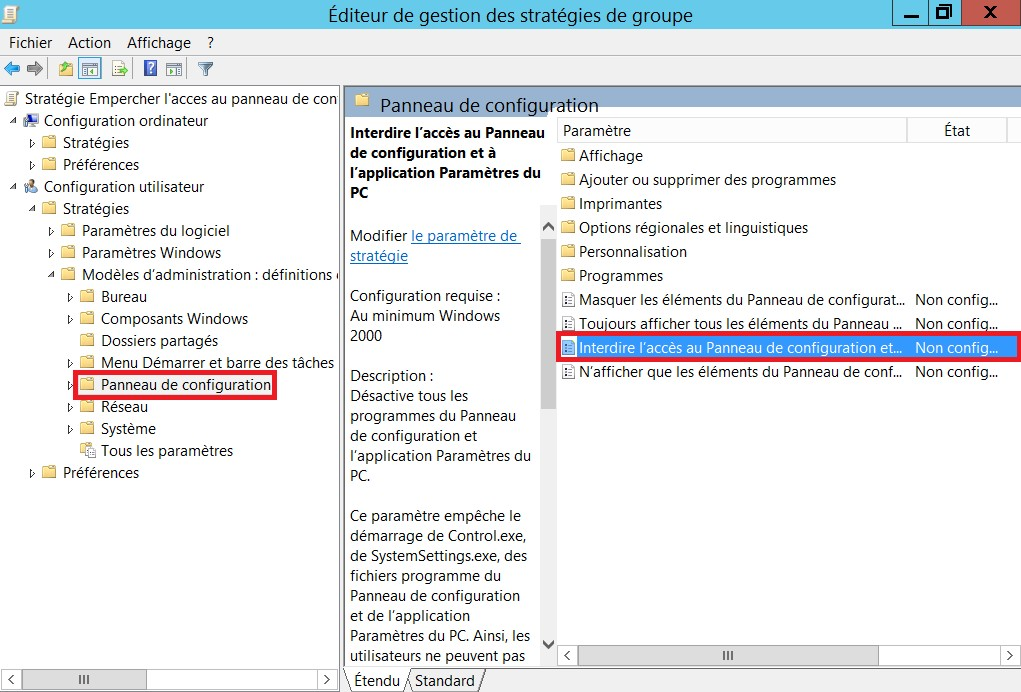 Éditeur de gestion des stratégies de groupe
Fichier Action Affichage ?
Stratégie Empercher l'acces au panneau de con
Configuration ordinateur
Stratégies
Préférences
Configuration utilisateur
Stratégies
Paramètres du logiciel
Paramètres Windows
Modèles d'administration : définitions
Bureau
Composants Windows
Dossiers partagés
Menu Démarrer et barre des tâches
Panneau de configuration
Réseau
Système
Tous les paramètres
Préférences
Panneau de configuration
Interdire l'accès au Panneau
de configuration et à
l'application Paramètres du
PC
Modifier le paramètre de
stratégie
Configuration requise :
Au minimum Windows
2000
Description :
Désactive tous les
programmes du Panneau
de configuration et
l'application Paramètres du
PC.
Ce paramètre empêche le
démarrage de Control.exe,
de SystemSettings.exe, des
fichiers programme du
Panneau de configuration
et de l'application
Paramètres du PC. Ainsi, les
utilisateurs ne peuvent pas
Paramètre État
Affichage
Ajouter ou supprimer des programmes
Imprimantes
Options régionales et linguistiques
Personnalisation
Programmes
Masquer les éléments du Panneau de configurat... Non config...
Toujours afficher tous les éléments du Panneau ... Non config...
Interdire l'accès au Panneau de configuration et... Non config...
N'afficher que les éléments du Panneau de conf... Non config...
Étendu Standard